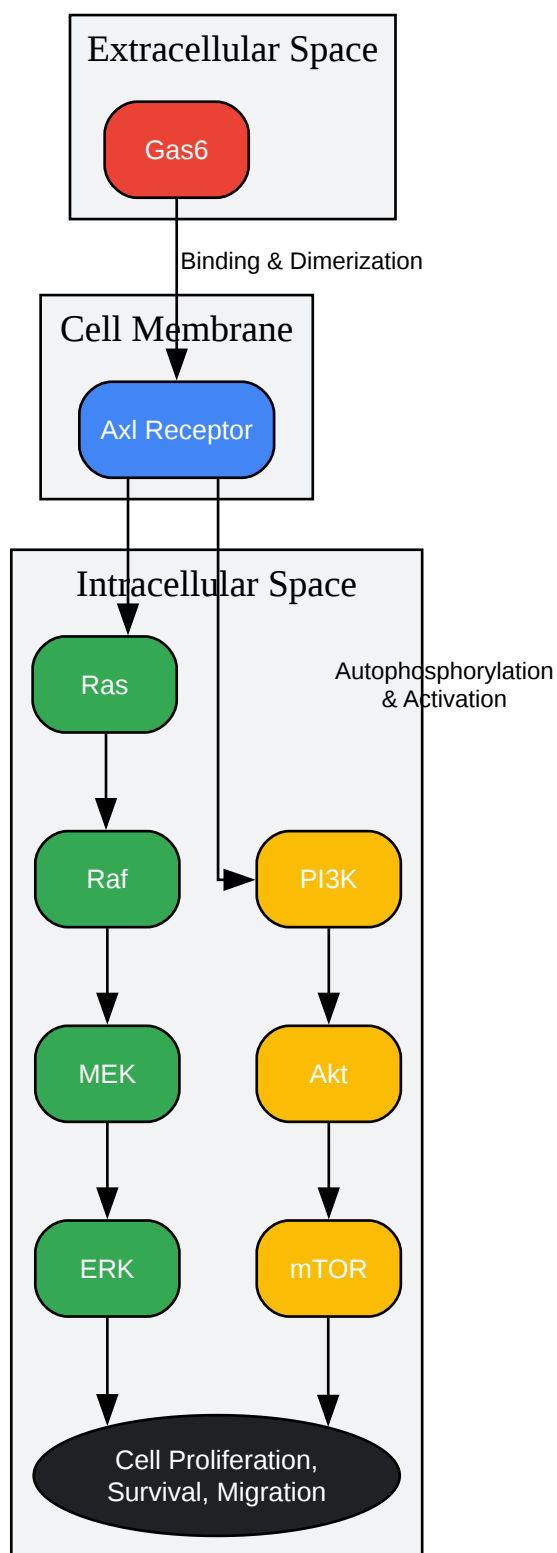 Extracellular Space
Gas6
Binding & Dimerization
Cell Membrane
Axl Receptor
Intracellular Space
Ras
Autophosphorylation
& Activation
Raf
PI3K
MEK
Akt
ERK
mTOR
Cell Proliferation,
Survival, Migration